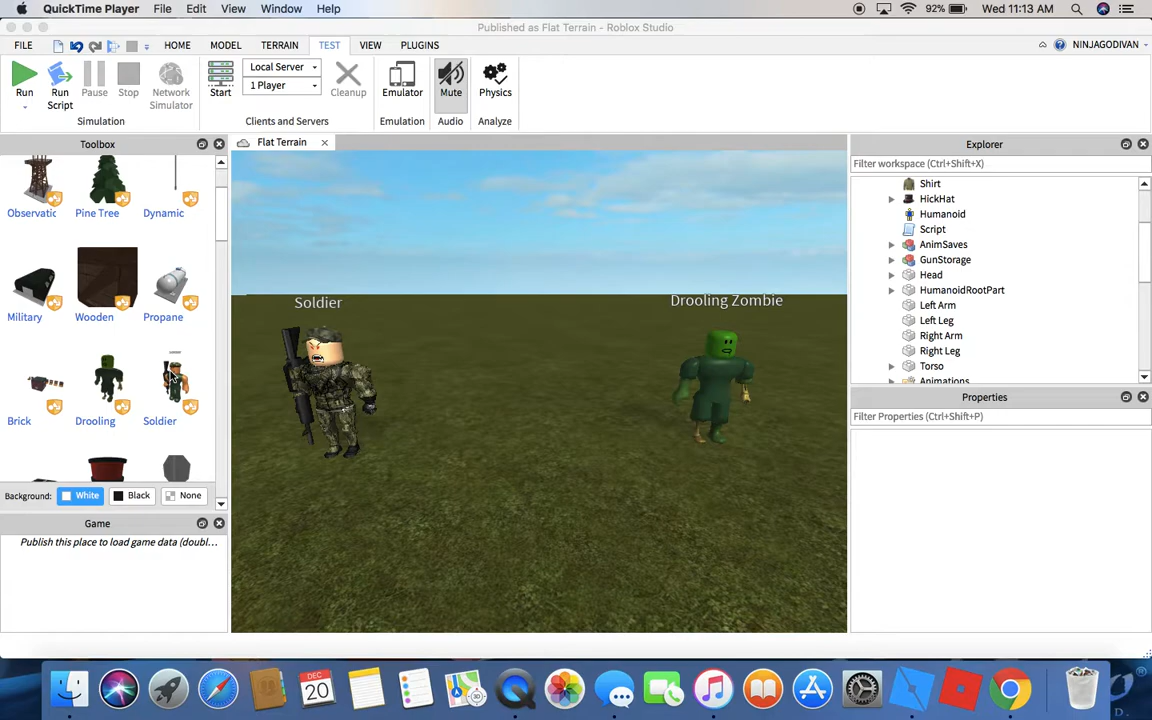 QuickTime Player File Edit View Window Help 92% Wed 11:13 AM
Published as Flat Terrain - Roblox Studio
FILE HOME MODEL TERRAIN TEST VIEW PLUGINS NINJAGODIVAN
Local Server
1 Player
Run Run Script Pause Stop Network Simulator Start Cleanup Emulator Mute Physics
Simulation Clients and Servers Emulation Audio Analyze
Toolbox
Flat Terrain
Explorer
Filter workspace (Ctrl+Shift+X)
Observatic Pine Tree Dynamic
Military Wooden Propane
Brick Drooling Soldier
Background: White Black None
Game
Publish this place to load game data (doubl...
Soldier
Drooling Zombie
Shirt
HickHat
Humanoid
Script
AnimSaves
GunStorage
Head
HumanoidRootPart
Left Arm
Left Leg
Right Arm
Right Leg
Torso
Animations
Properties
Filter Properties (Ctrl+Shift+P)
DEC
20